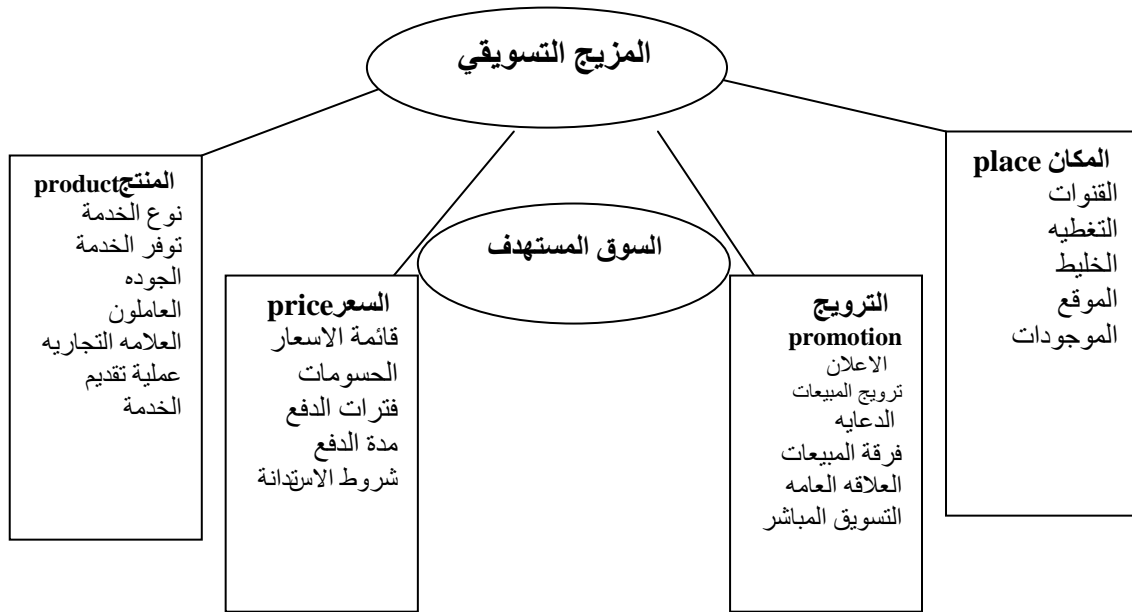 المزيج التسويقي
المكان place
القنوات
التغطيه
الخليط
الموقع
الموجودات
السوق المستهدف
الترويج
promotion
الاعلان
ترويج المبيعات
الدعايه
فرقة المبيعات
العلاقه العامه
التسويق المباشر
السعرprice
قائمة الاسعار
الحسومات
فترات الدفع
مدة الدفع
شروط الاستدانة
المنتجproduct
نوع الخدمة
توفر الخدمة
الجوده
العاملون
العلامه التجاريه
عملية تقديم
الخدمة